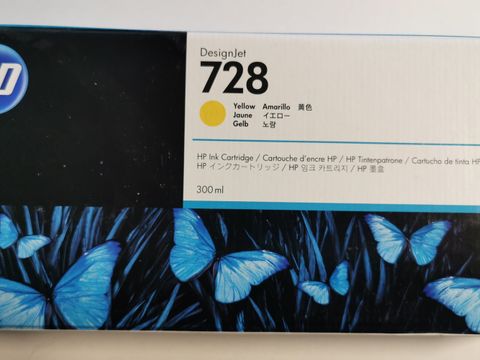 DesignJet
728
Yellow Amarillo 黄色
Jaune イエロー
Gelb 노랑
HP Ink Cartridge / Cartouche d'encre HP / HP Tintenpatrone / Cartucho de tinta HP
HP インクカートリッジ / HP 잉크 카트리지 / HP 墨盒
300 ml